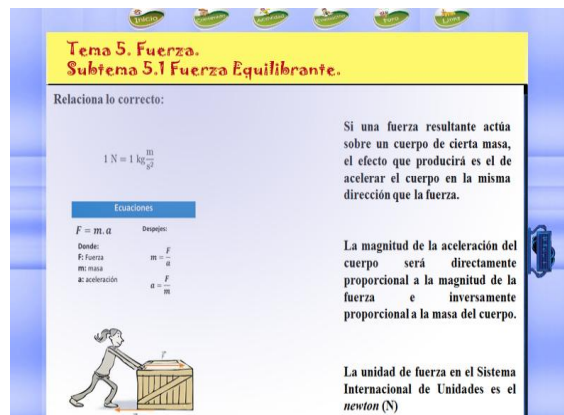 Inicio
Actividad
Foro
Links
Tema 5. Fuerza.
Subtema 5.1 Fuerza Equilibrante.
Relaciona lo correcto:
1 N = 1 kg m/s²
Ecuaciones
F = m.a Despejes:
Donde:
F: Fuerza
m: masa
a: aceleración
m = F/a
a = F/m
F
Si una fuerza resultante actúa
sobre un cuerpo de cierta masa,
el efecto que producirá es el de
acelerar el cuerpo en la misma
dirección que la fuerza.
La magnitud de la aceleración del
cuerpo será directamente
proporcional a la magnitud de la
fuerza e inversamente
proporcional a la masa del cuerpo.
La unidad de fuerza en el Sistema
Internacional de Unidades es el
newton (N)